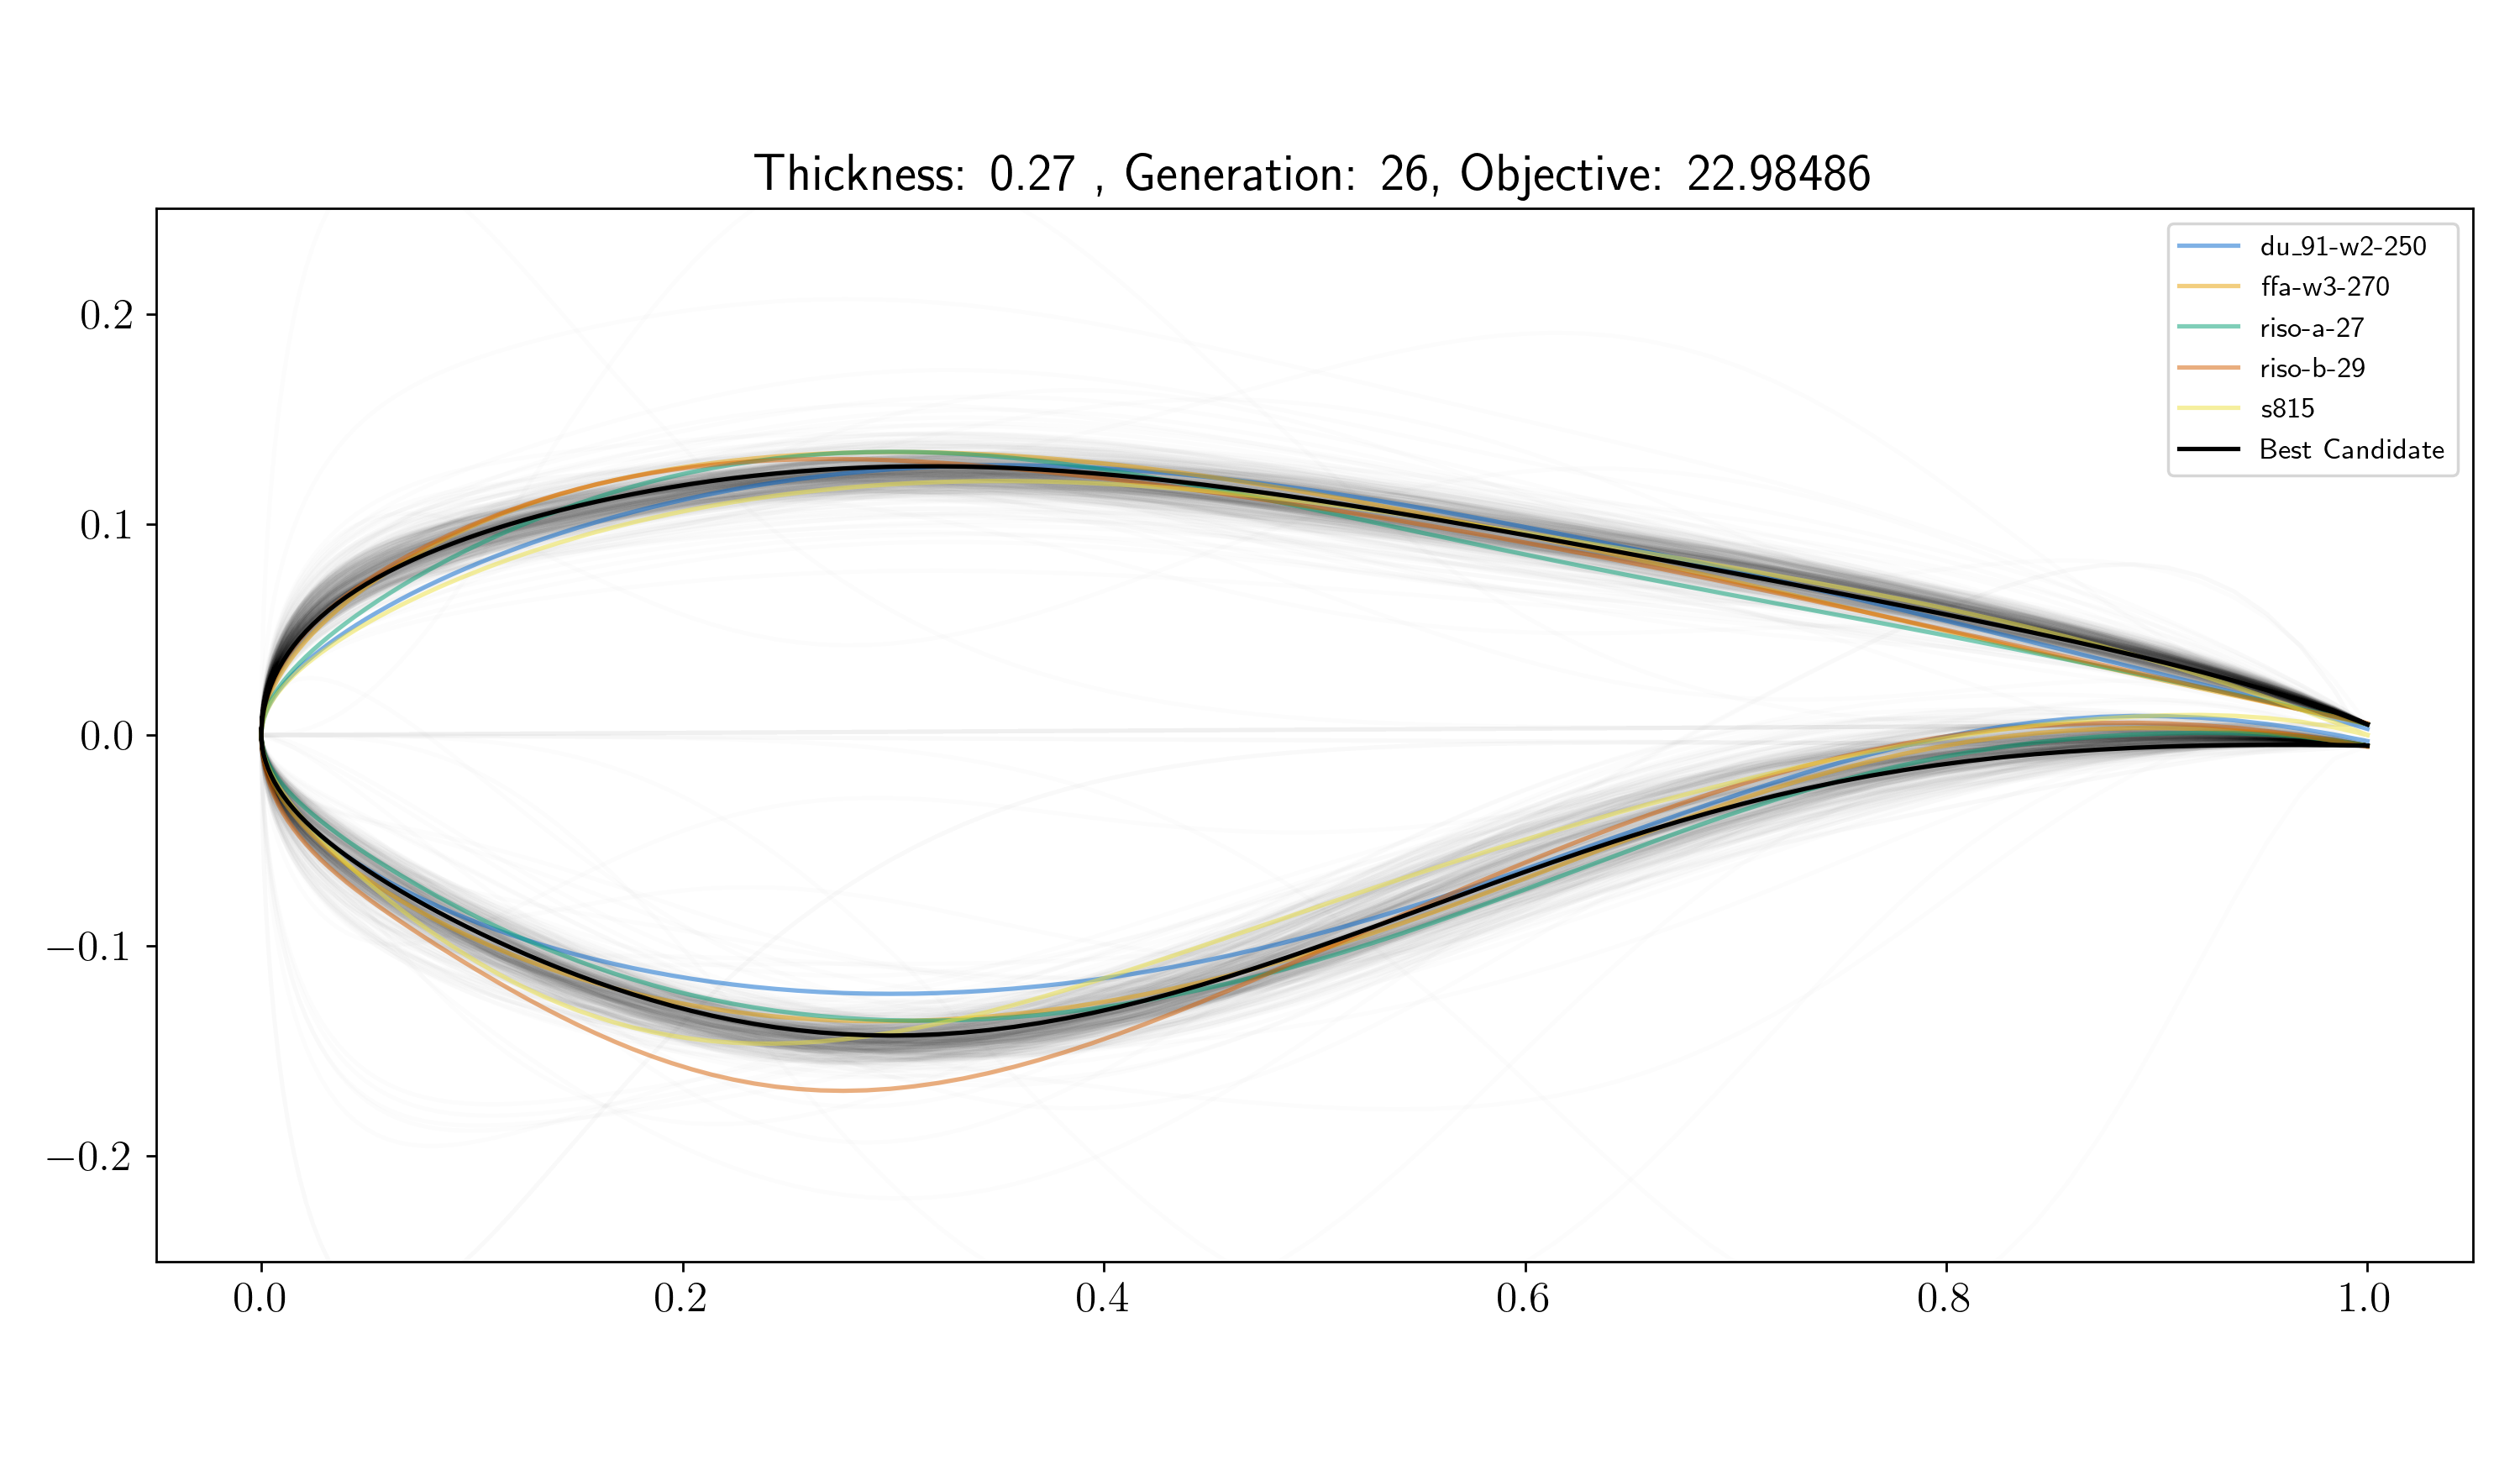 Thickness: 0.27 , Generation: 26, Objective: 22.98486
du_91-w2-250
ffa-w3-270
riso-a-27
riso-b-29
s815
Best Candidate
0.2
0.1
0.0
−0.1
−0.2
0.0 0.2 0.4 0.6 0.8 1.0